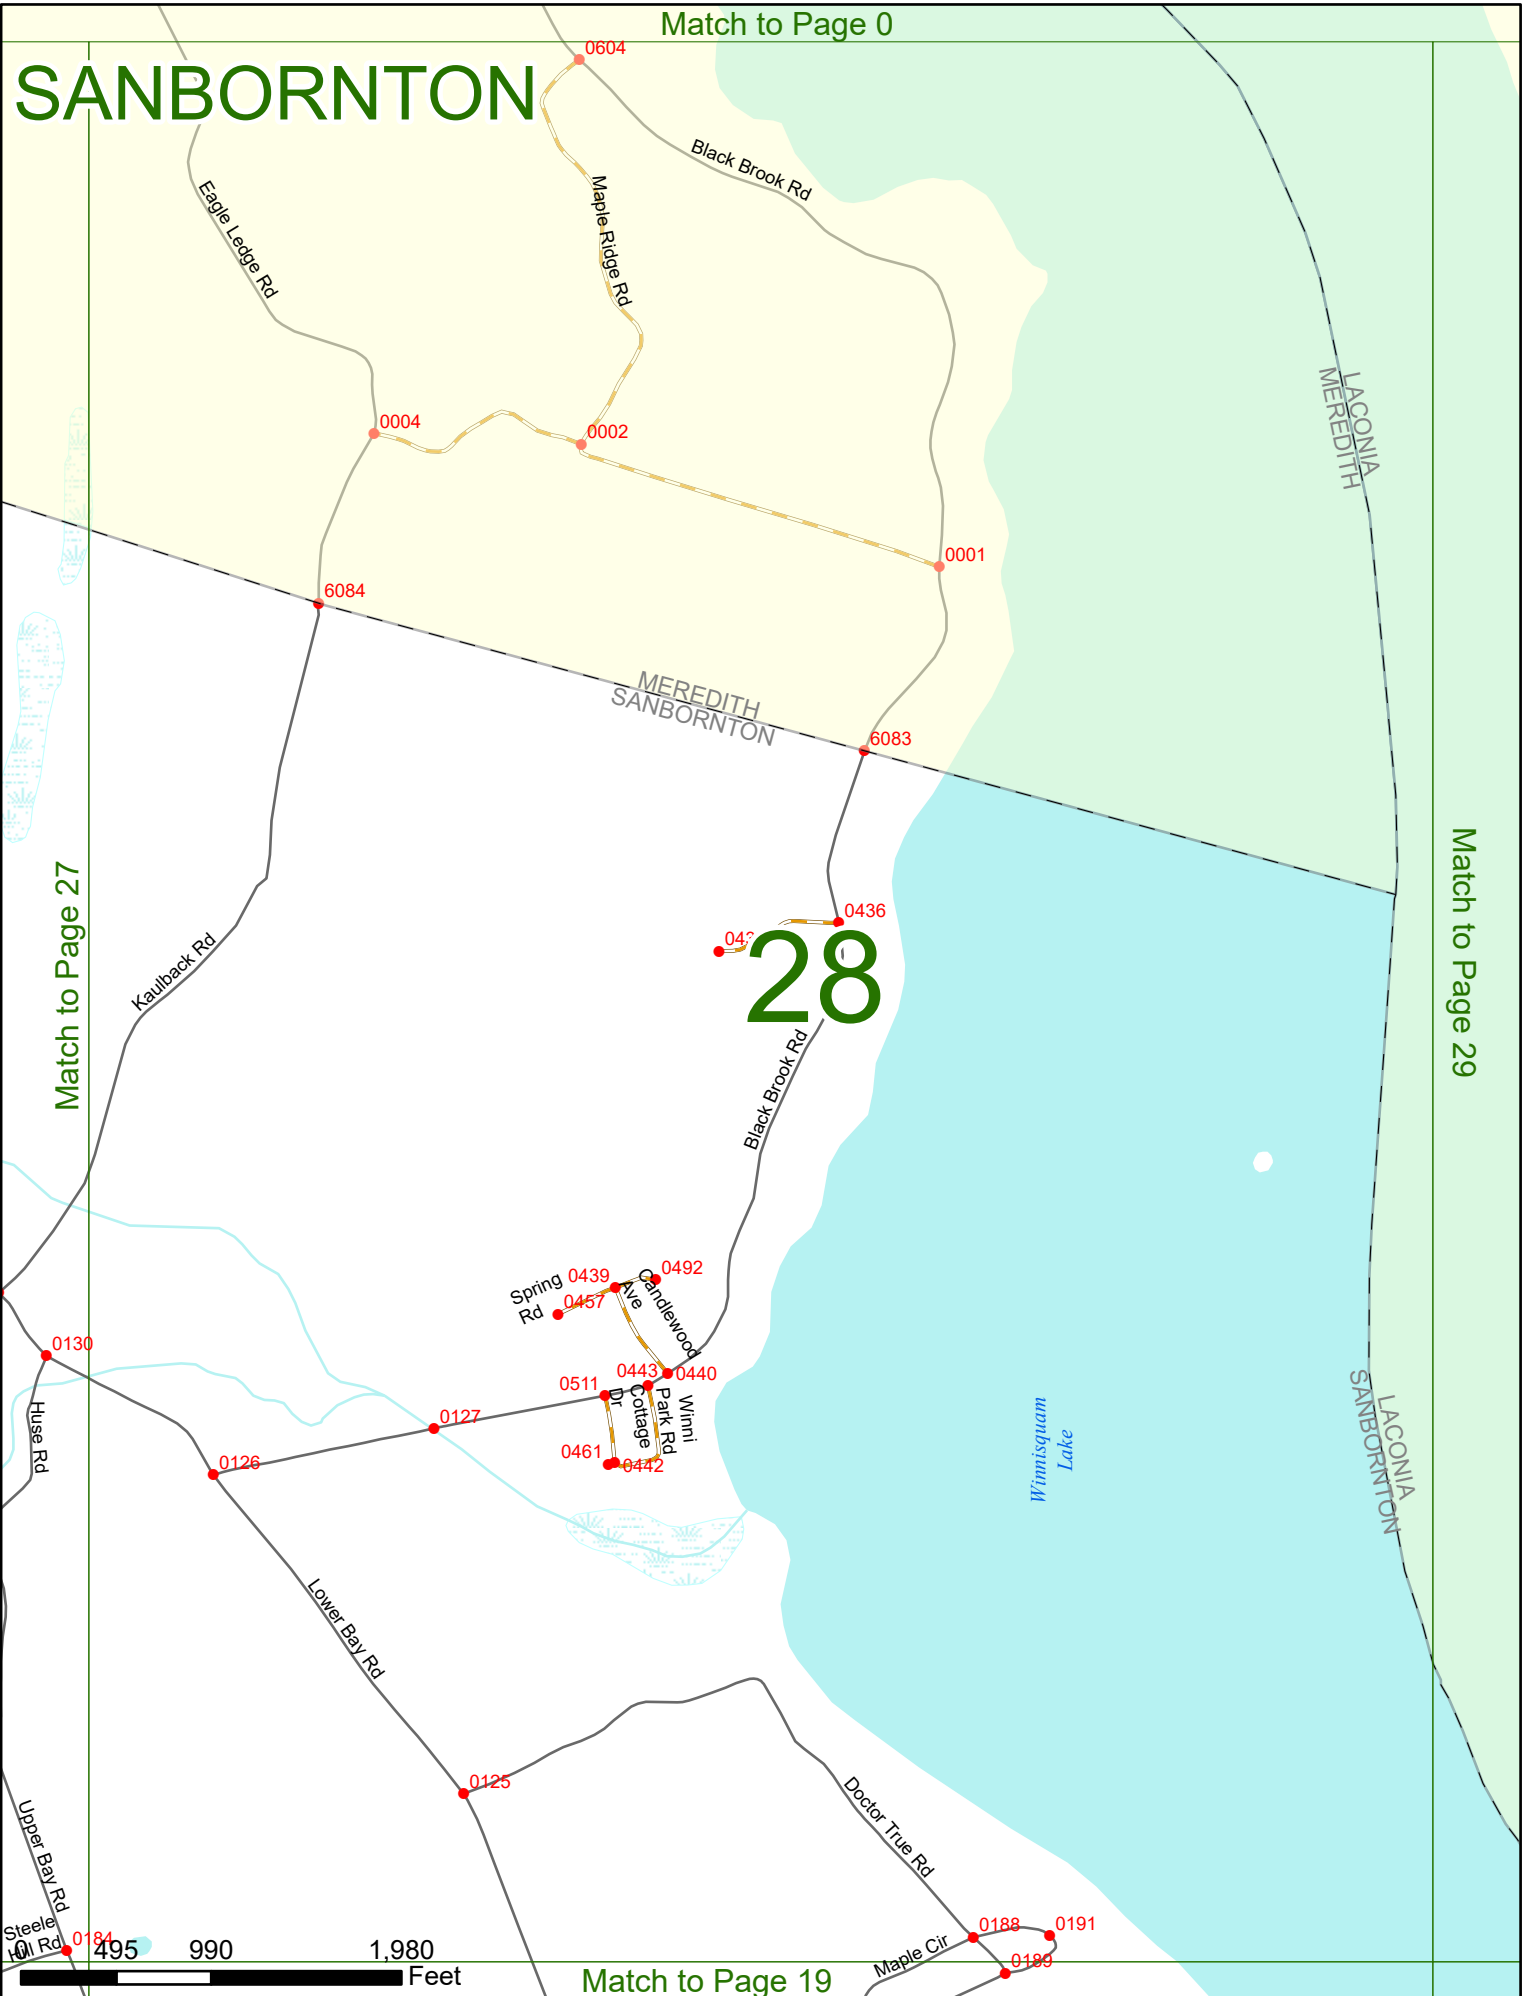 Match to Page 0
SANBORNTON
0604
Black Brook Rd
Eagle Ledge Rd
Maple Ridge Rd
0004
0002
LACONIA
MEREDITH
0001
6084
MEREDITH
SANBORNTON
6083
Match to Page 27
Match to Page 29
0436
28
Kaulback Rd
Black Brook Rd
Spring
Rd
0439
0492
0457
Candlewood
Ave
0130
0443
0440
0511
Cottage
Dr
Winni
Park Rd
0127
Huse Rd
0461
0442
0126
Winnisquam
Lake
LACONIA
SANBORNTON
Lower Bay Rd
0125
Doctor True Rd
Upper Bay Rd
Steele
Hill Rd
0184
0188
0191
Maple Cir
0189
0
495
990
1,980
Feet
Match to Page 19